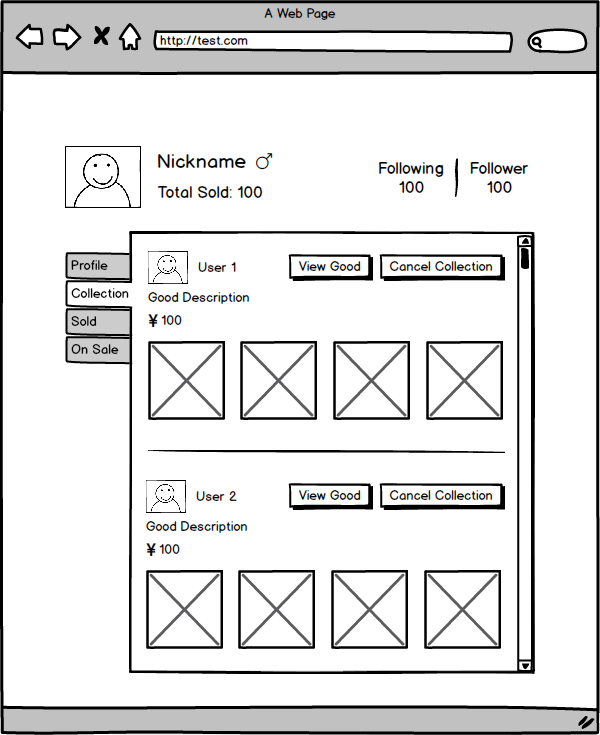 A Web Page
http://test.com
Nickname ♂
Total Sold: 100
Following
100
Follower
100
Profile
Collection
Sold
On Sale
User 1
View Good
Cancel Collection
Good Description
¥ 100
User 2
View Good
Cancel Collection
Good Description
¥ 100